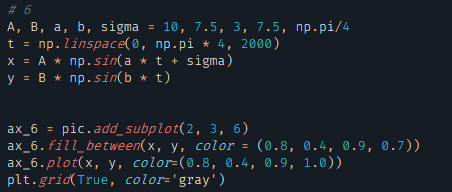 # 6
A, B, a, b, sigma = 10, 7.5, 3, 7.5, np.pi/4
t = np.linspace(0, np.pi * 4, 2000)
x = A * np.sin(a * t + sigma)
y = B * np.sin(b * t)
ax_6 = pic.add_subplot(2, 3, 6)
ax_6.fill_between(x, y, color = (0.8, 0.4, 0.9, 0.7))
ax_6.plot(x, y, color=(0.8, 0.4, 0.9, 1.0))
plt.grid(True, color='gray')